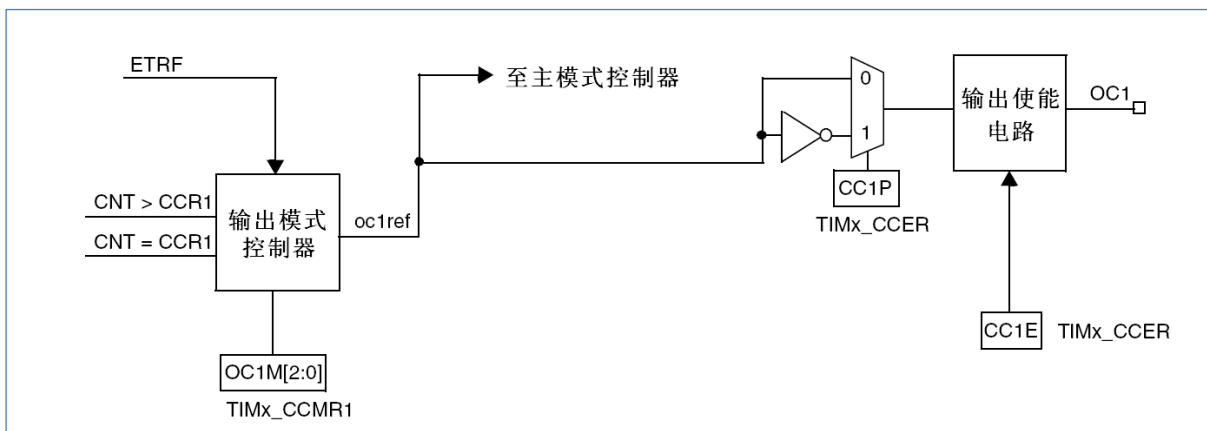 ETRF
至主模式控制器
0
1
输出使能
电路
OC1
CNT > CCR1
CNT = CCR1
输出模式
控制器
oc1ref
CC1P
TIMx_CCER
OC1M[2:0]
TIMx_CCMR1
CC1E
TIMx_CCER